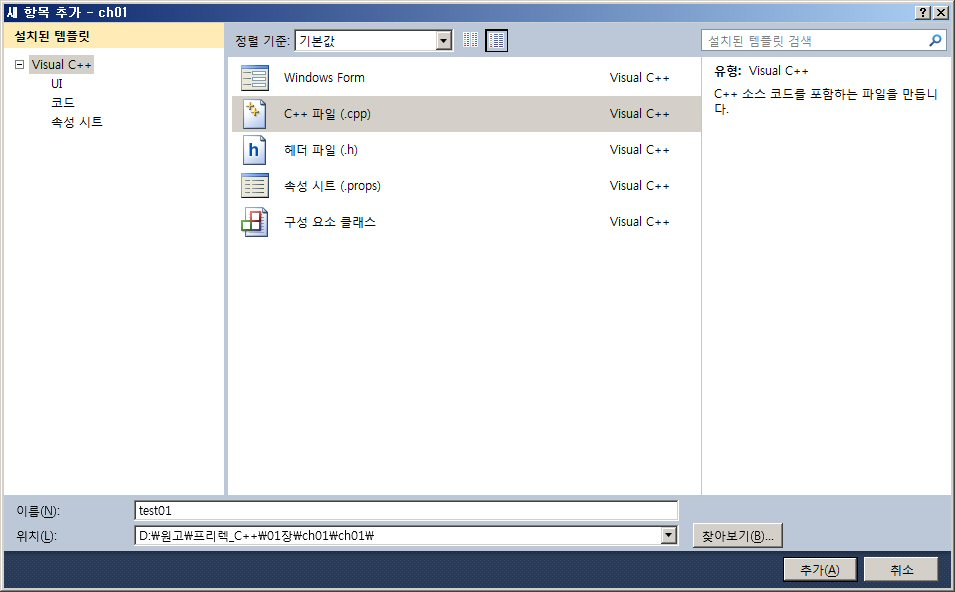 새 항목 추가 - ch01
설치된 템플릿
Visual C++
UI
코드
속성 시트
정렬 기준: 기본값
설치된 템플릿 검색
Windows Form Visual C++
C++ 파일 (.cpp) Visual C++
헤더 파일 (.h) Visual C++
속성 시트 (.props) Visual C++
구성 요소 클래스 Visual C++
유형: Visual C++
C++ 소스 코드를 포함하는 파일을 만듭니
다.
이름(N): test01
위치(L): D:₩원고₩프리렉_C++₩01장₩ch01₩ch01₩
찾아보기(B)...
추가(A) 취소